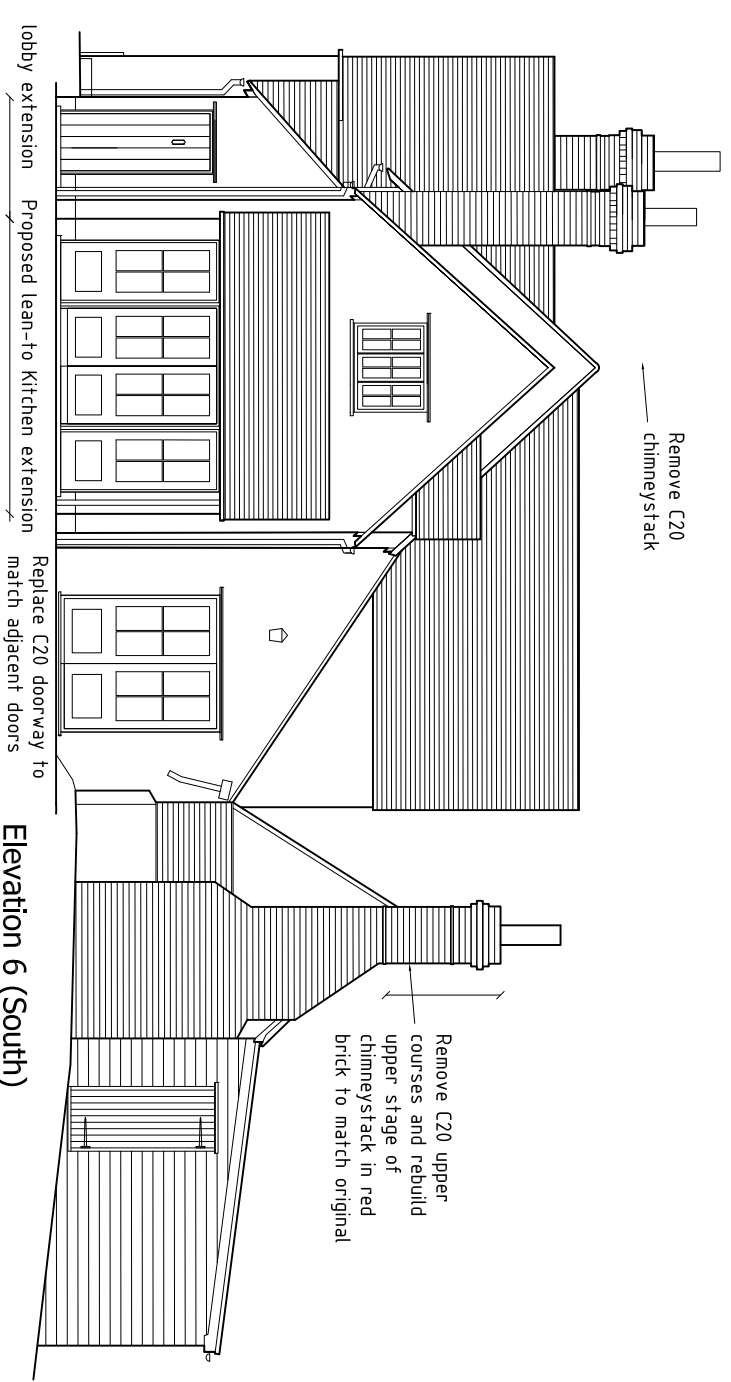 Remove C20
chimneystack
Remove C20 upper
courses and rebuild
upper stage of
chimneystack in red
brick to match original
lobby extension
Proposed lean-to Kitchen extension
Replace C20 doorway to
match adjacent doors
Elevation 6 (South)